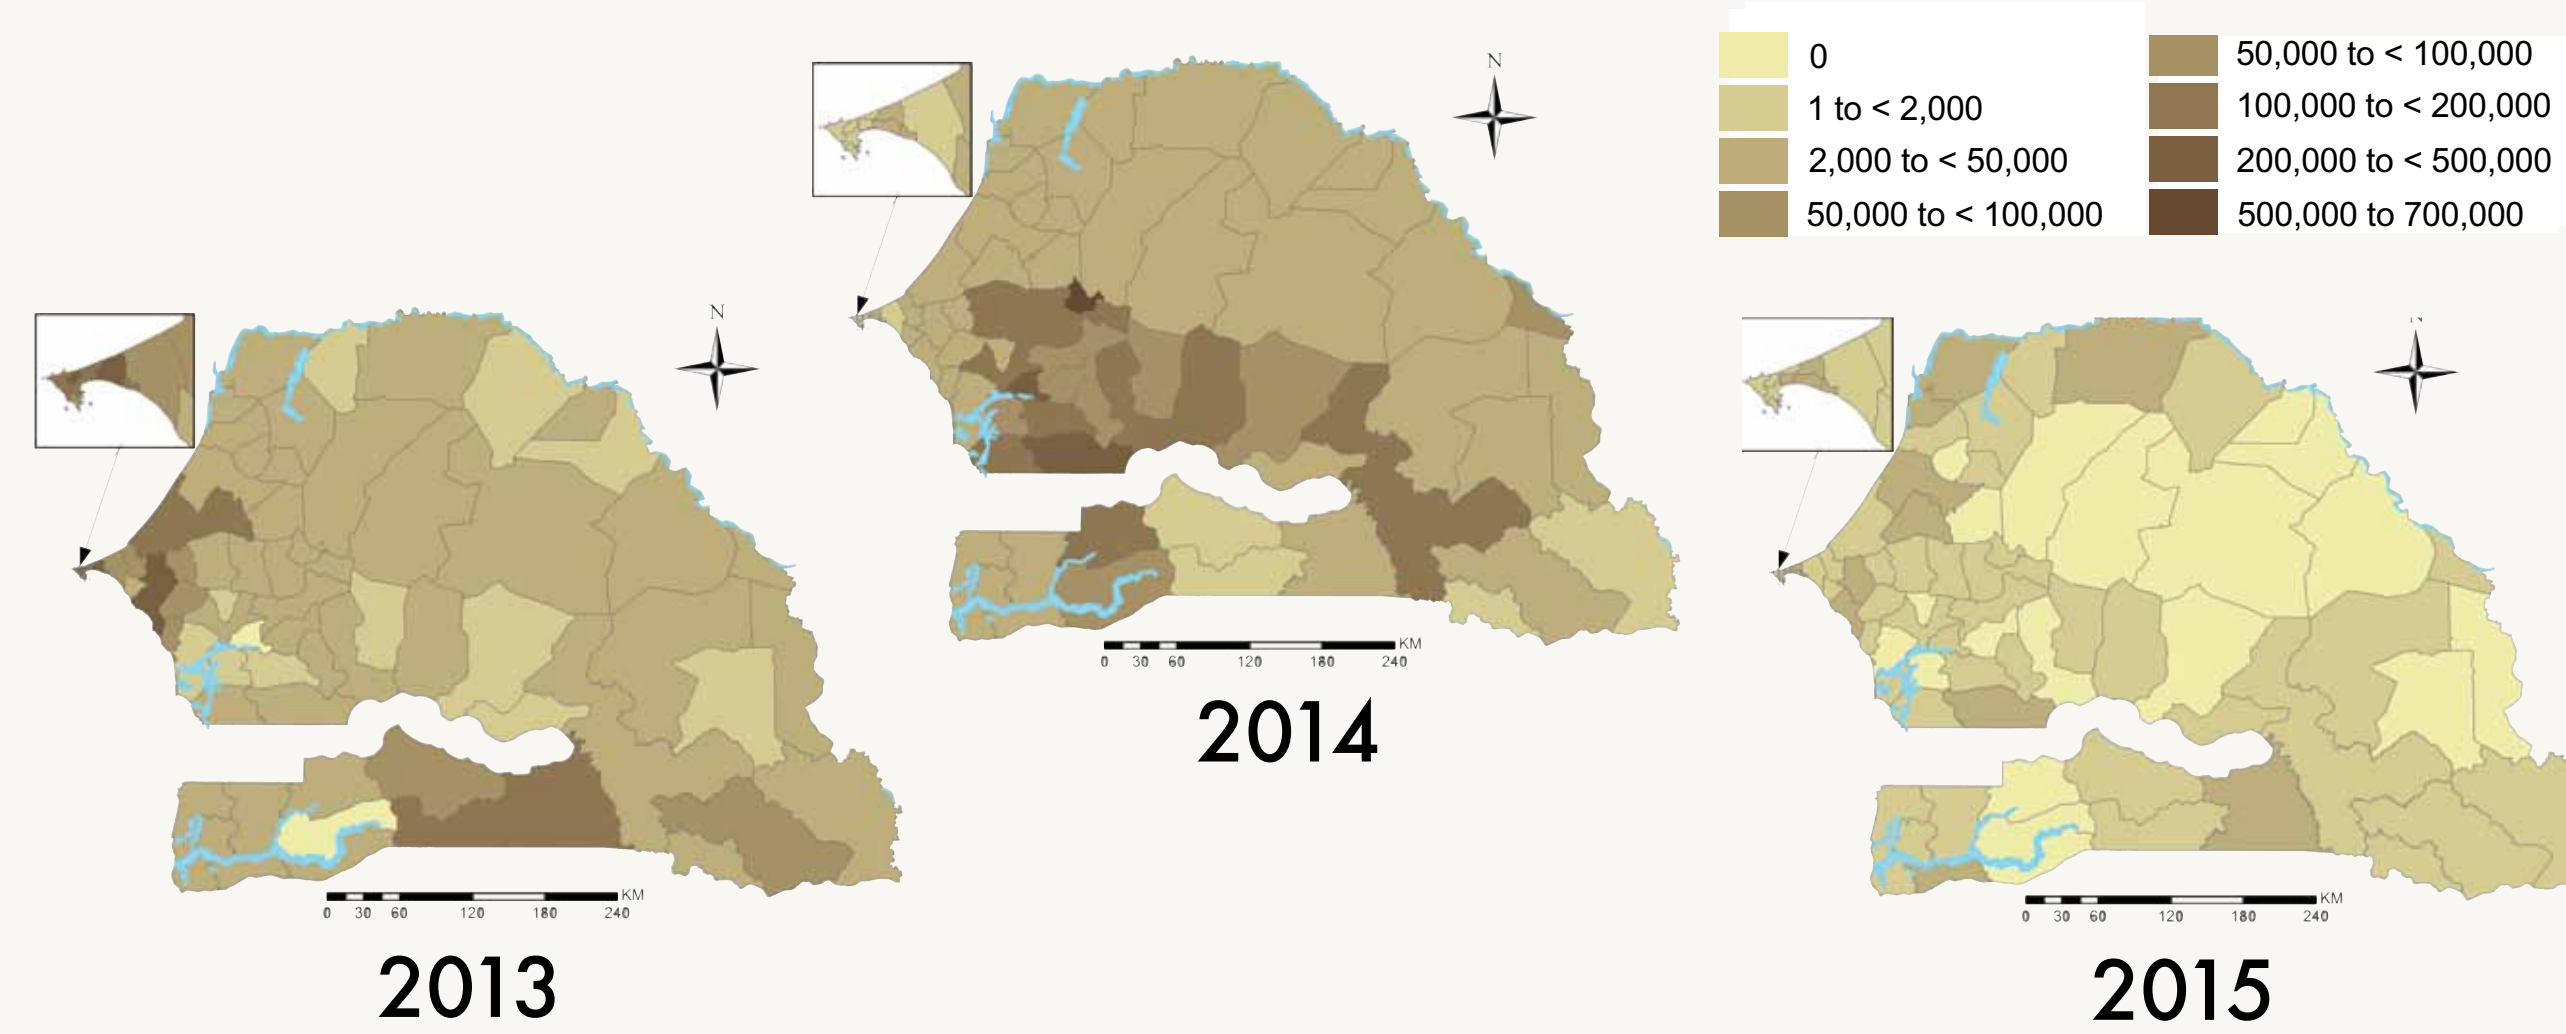 0
1 to < 2,000
2,000 to < 50,000
50,000 to < 100,000
50,000 to < 100,000
100,000 to < 200,000
200,000 to < 500,000
500,000 to 700,000
N
KM
0 30 60 120 180 240
2013
N
KM
0 30 60 120 180 240
2014
N
KM
0 30 60 120 180 240
2015